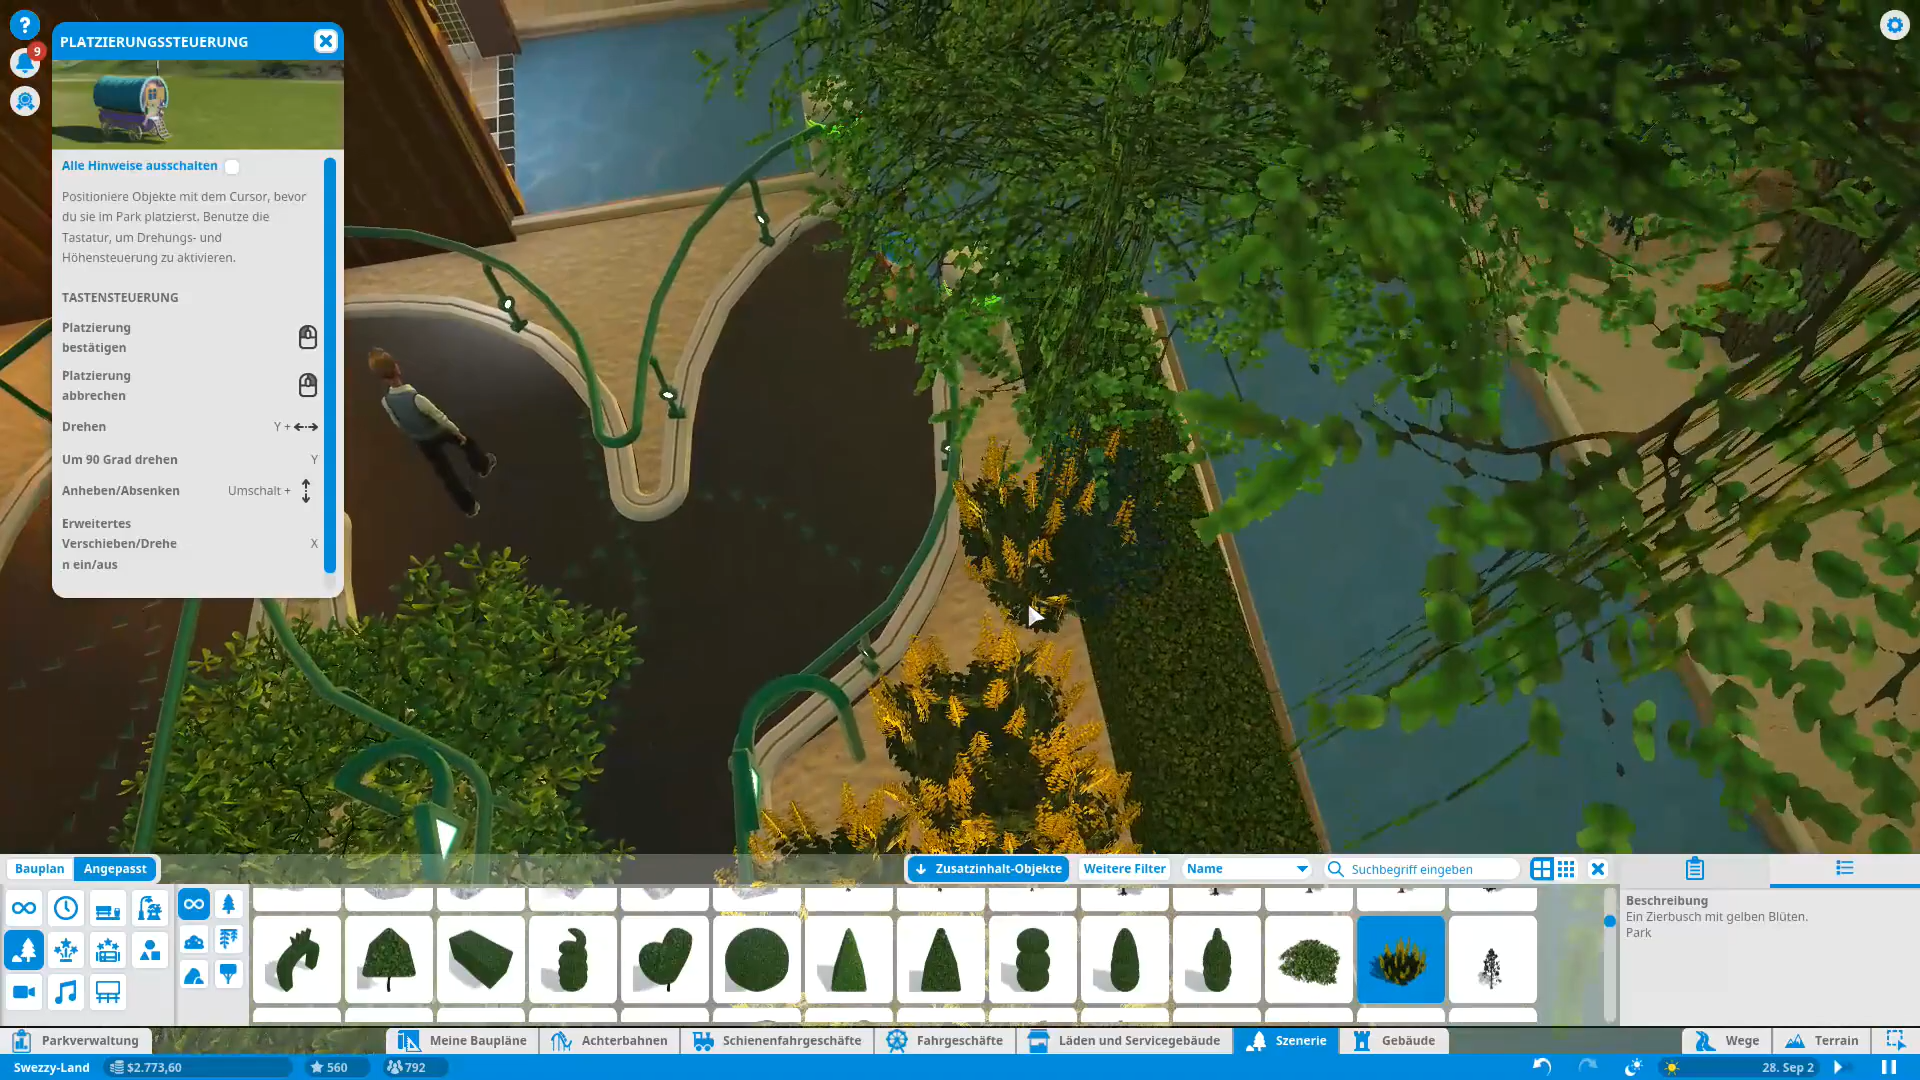 ?
PLATZIERUNGSSTEUERUNG
9
Alle Hinweise ausschalten
Positioniere Objekte mit dem Cursor, bevor
du sie im Park platzierst. Benutze die
Tastatur, um Drehungs- und
Höhensteuerung zu aktivieren.
TASTENSTEUERUNG
Platzierung
bestätigen
Platzierung
abbrechen
Drehen Y +
Um 90 Grad drehen Y
Anheben/Absenken Umschalt +
Erweitertes
Verschieben/Drehe X
n ein/aus
Bauplan Angepasst Zusatzinhalt-Objekte Weitere Filter Name Suchbegriff eingeben
Beschreibung
Ein Zierbusch mit gelben Blüten.
Park
Parkverwaltung Meine Baupläne Achterbahnen Schienenfahrgeschäfte Fahrgeschäfte Läden und Servicegebäude Szenerie Gebäude Wege Terrain
Swezzy-Land $2.773,60 560 792 28. Sep 2